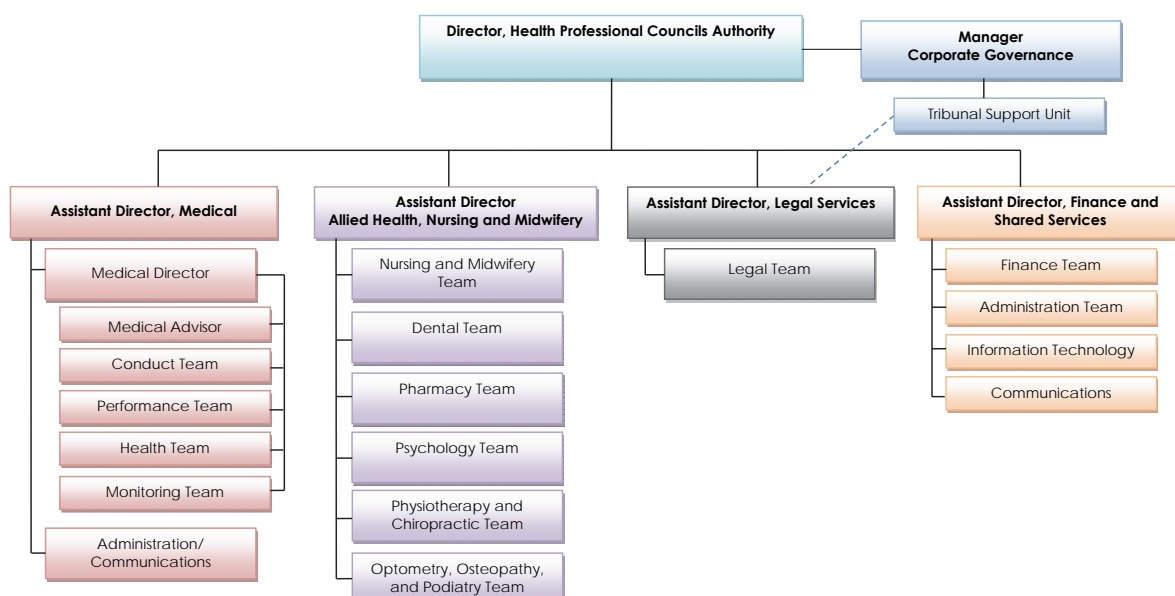 Director, Health Professional Councils Authority
Manager
Corporate Governance
Tribunal Support Unit
Assistant Director, Medical
Medical Director
Medical Advisor
Conduct Team
Performance Team
Health Team
Monitoring Team
Administration/
Communications
Assistant Director
Allied Health, Nursing and Midwifery
Nursing and Midwifery
Team
Dental Team
Pharmacy Team
Psychology Team
Physiotherapy and
Chiropractic Team
Optometry, Osteopathy,
and Podiatry Team
Assistant Director, Legal Services
Legal Team
Assistant Director, Finance and
Shared Services
Finance Team
Administration Team
Information Technology
Communications